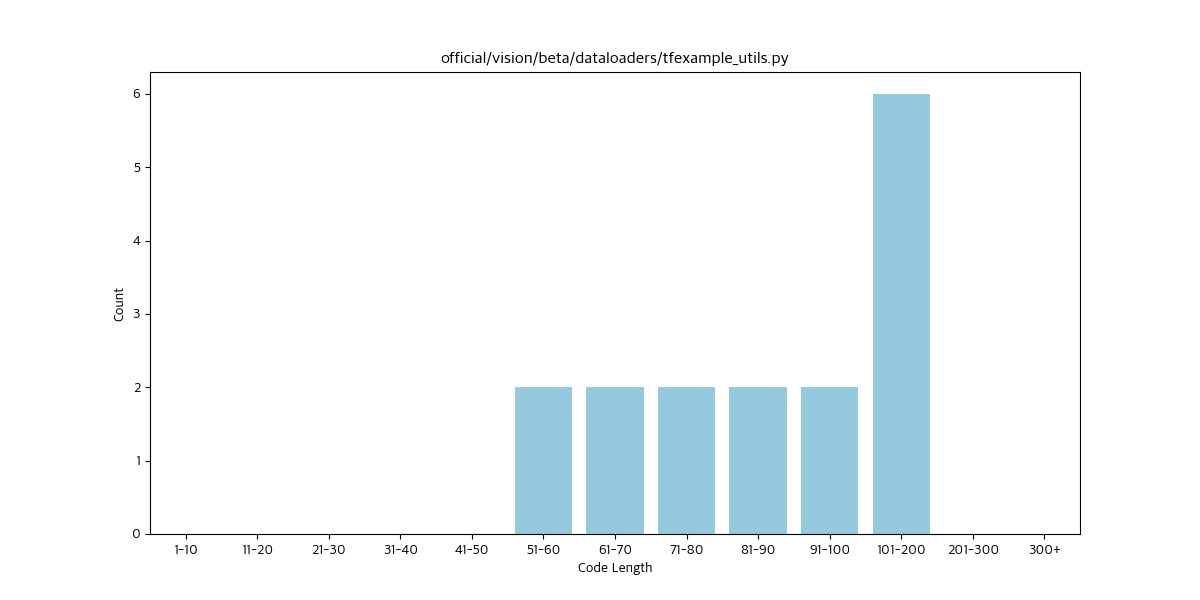 official/vision/beta/dataloaders/tfexample_utils.py
6
5
4
3
2
1
0
Count
1-10 11-20 21-30 31-40 41-50 51-60 61-70 71-80 81-90 91-100 101-200 201-300 300+
Code Length